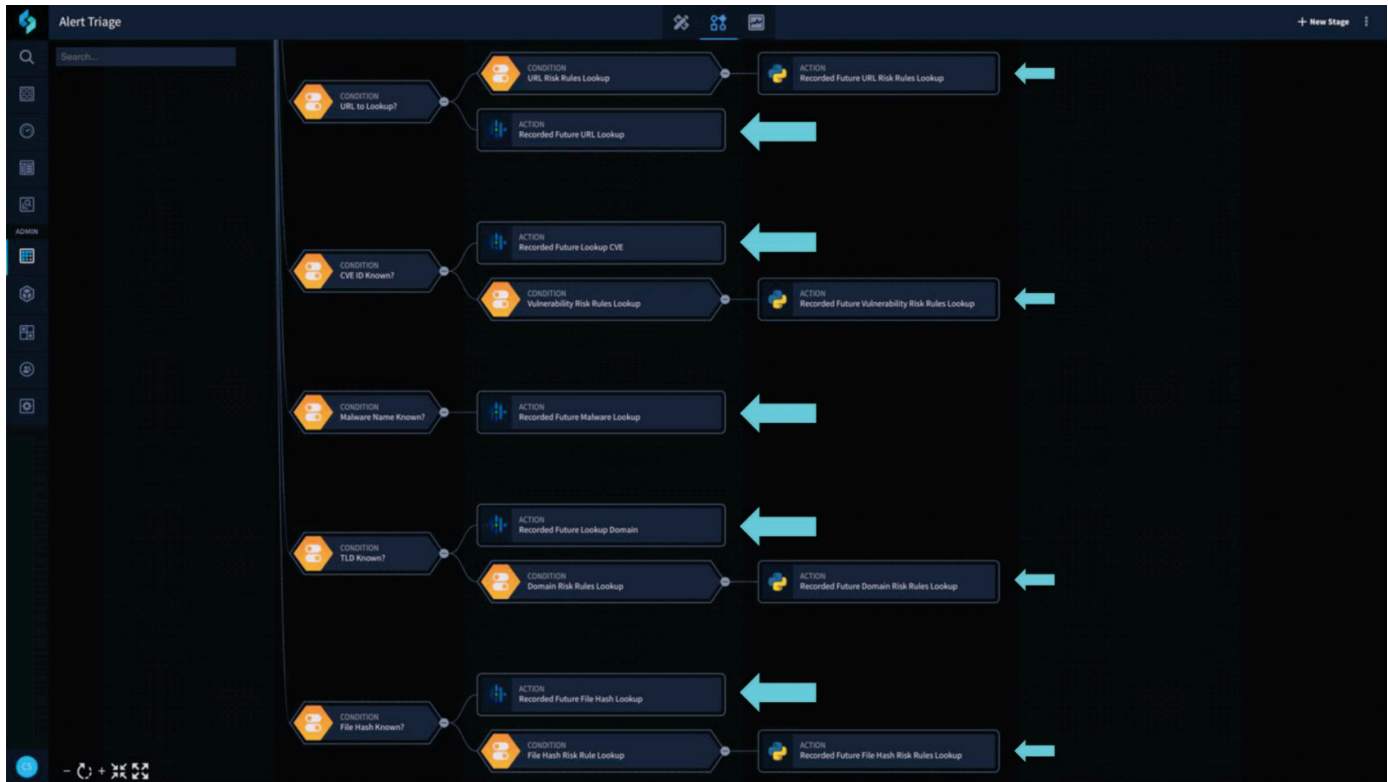 Alert Triage
+ New Stage
Search...
ADMIN
CONDITION
URL to Lookup?
CONDITION
URL Risk Rules Lookup
ACTION
Recorded Future URL Risk Rules Lookup
ACTION
Recorded Future URL Lookup
CONDITION
CVE ID Known?
ACTION
Recorded Future Lookup CVE
CONDITION
Vulnerability Risk Rules Lookup
ACTION
Recorded Future Vulnerability Risk Rules Lookup
CONDITION
Malware Name Known?
ACTION
Recorded Future Malware Lookup
CONDITION
TLD Known?
ACTION
Recorded Future Lookup Domain
CONDITION
Domain Risk Rules Lookup
ACTION
Recorded Future Domain Risk Rules Lookup
CONDITION
File Hash Known?
ACTION
Recorded Future File Hash Lookup
CONDITION
File Hash Risk Rule Lookup
ACTION
Recorded Future File Hash Risk Rules Lookup
CS